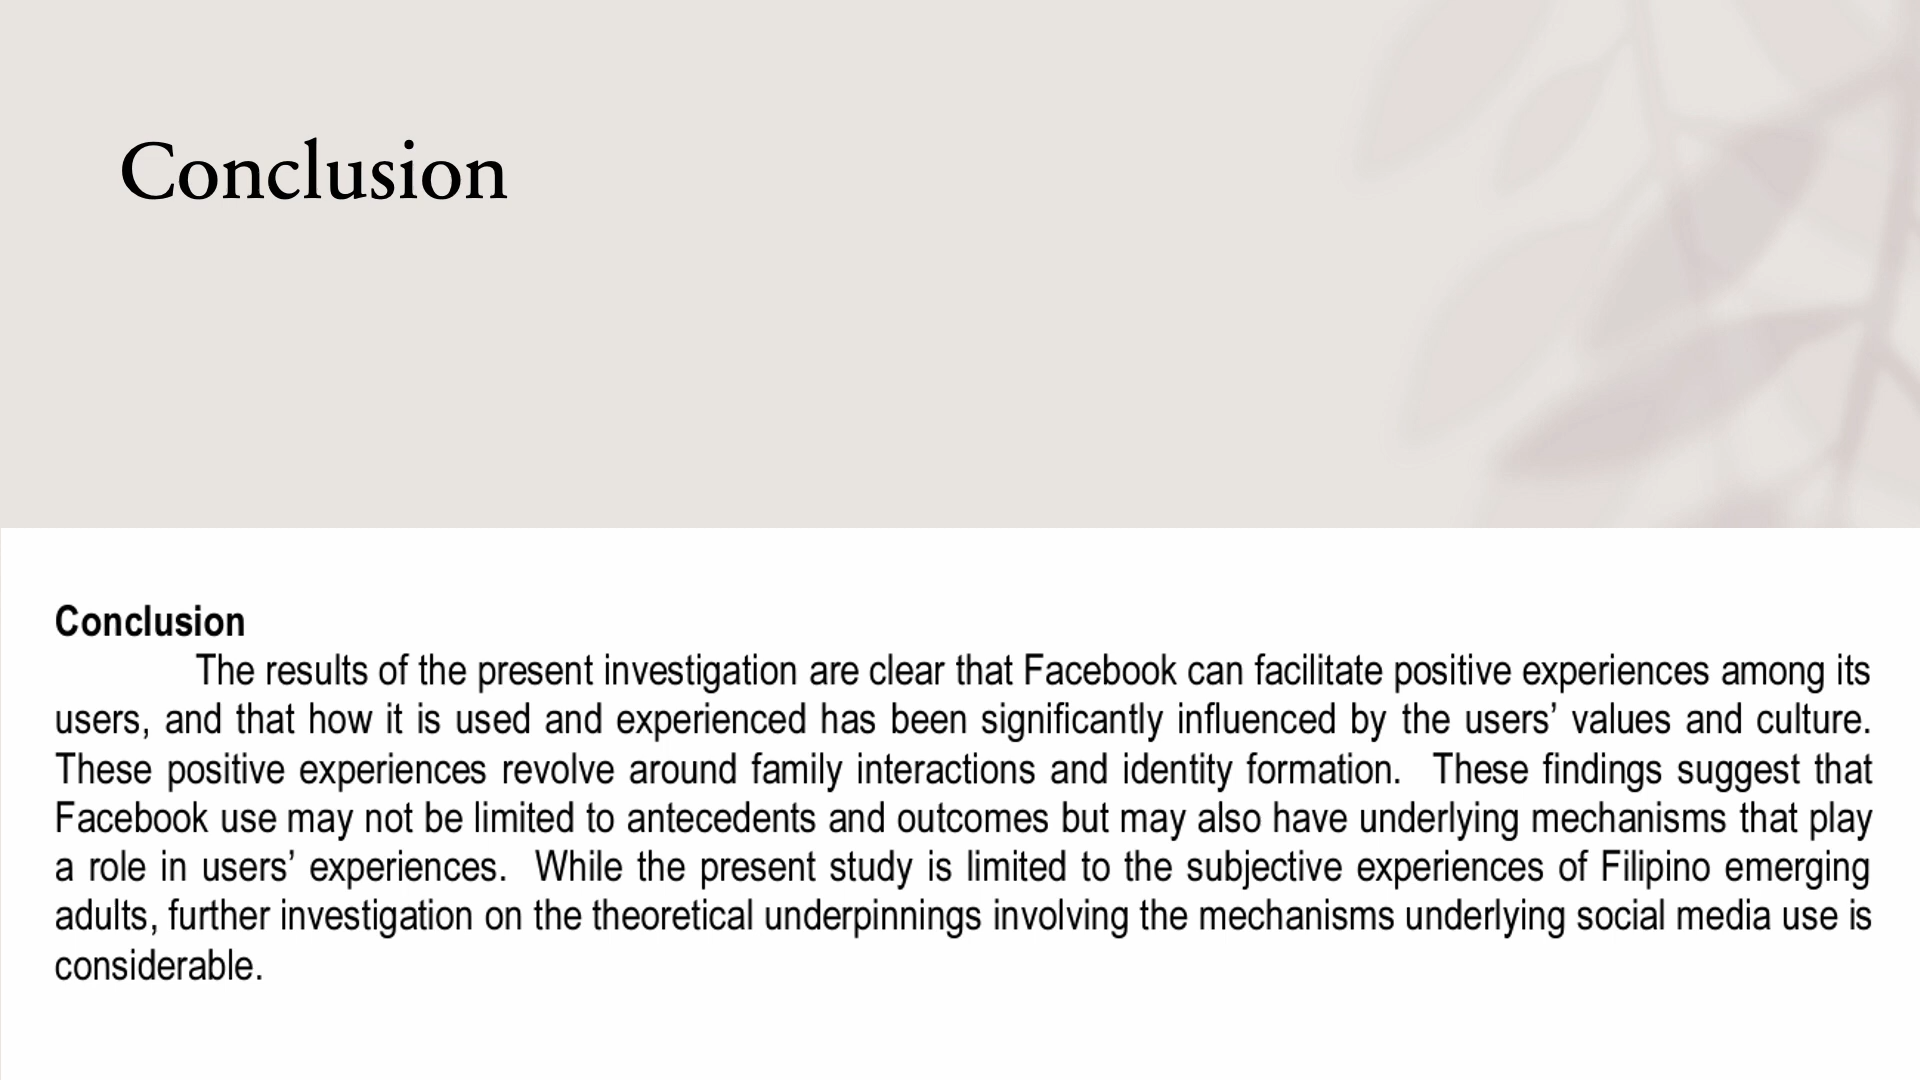 Conclusion
Conclusion
The results of the present investigation are clear that Facebook can facilitate positive experiences among its
users, and that how it is used and experienced has been significantly influenced by the users’ values and culture.
These positive experiences revolve around family interactions and identity formation.  These findings suggest that
Facebook use may not be limited to antecedents and outcomes but may also have underlying mechanisms that play
a role in users’ experiences.  While the present study is limited to the subjective experiences of Filipino emerging
adults, further investigation on the theoretical underpinnings involving the mechanisms underlying social media use is
considerable.